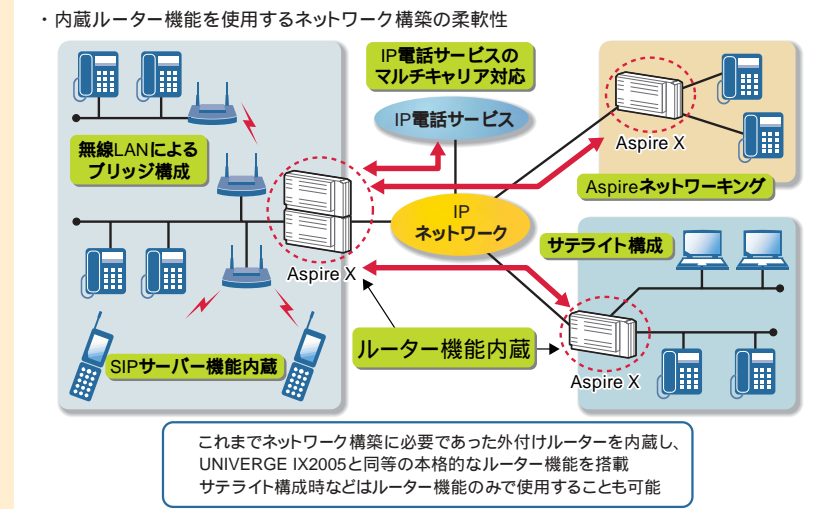 ・内蔵ルーター機能を使用するネットワーク構築の柔軟性
IP電話サービスの
マルチキャリア対応
IP電話サービス
無線LANによる
ブリッジ構成
Aspire X
Aspireネットワーキング
IP
ネットワーク
サテライト構成
Aspire X
ルーター機能内蔵
SIPサーバー機能内蔵
Aspire X
これまでネットワーク構築に必要であった外付けルーターを内蔵し、
UNIVERGE IX2005と同等の本格的なルーター機能を搭載
サテライト構成時などはルーター機能のみで使用することも可能